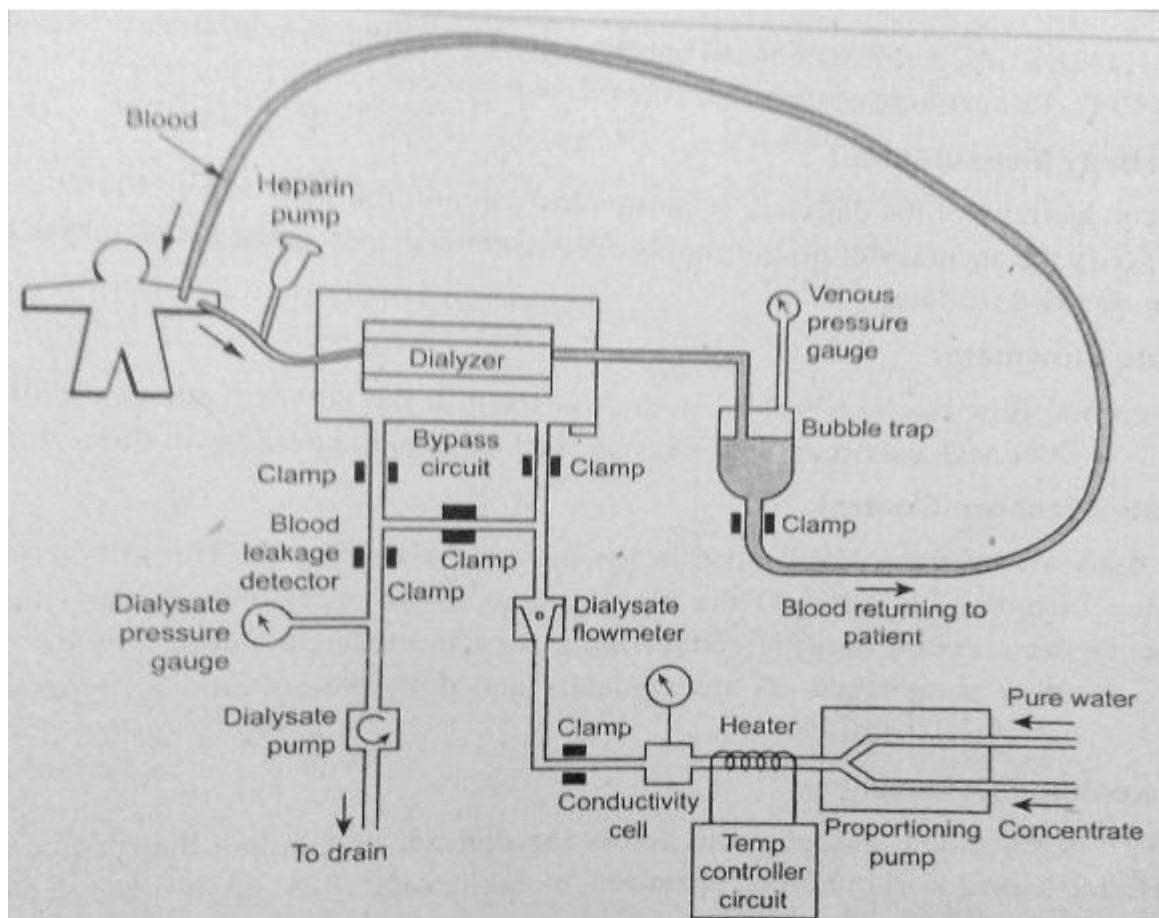 Blood
Heparin
pump
Dialyzer
Venous
pressure
gauge
Bubble trap
Bypass
circuit
Clamp
Clamp
Clamp
Blood
leakage
detector
Clamp
Clamp
Dialysate
pressure
gauge
Dialysate
flowmeter
Blood returning to
patient
Dialysate
pump
Clamp
Heater
Pure water
Conductivity
cell
Proportioning
pump
Concentrate
To drain
Temp
controller
circuit